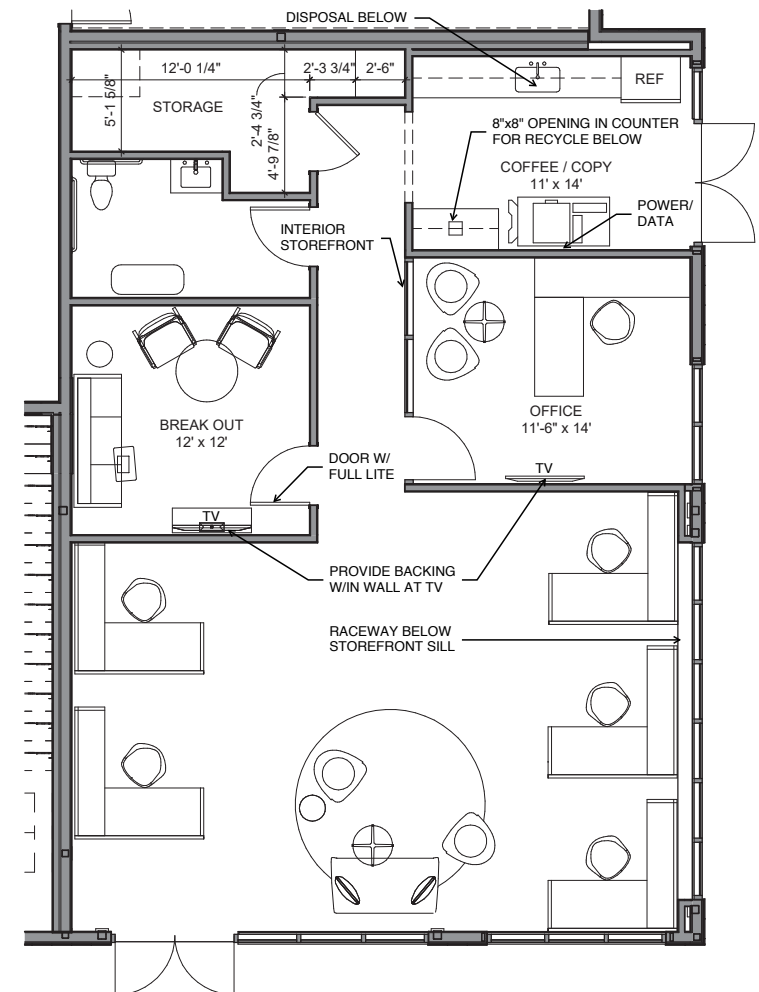 DISPOSAL BELOW
12'-0 1/4"
2'-3 3/4"
2'-6"
REF
5'-1 5/8"
STORAGE
2'-4 3/4"
4'-9 7/8"
8"x8" OPENING IN COUNTER
FOR RECYCLE BELOW
COFFEE / COPY
11' x 14'
POWER/
DATA
INTERIOR
STOREFRONT
BREAK OUT
12' x 12'
OFFICE
11'-6" x 14'
DOOR W/
FULL LITE
TV
TV
PROVIDE BACKING
W/IN WALL AT TV
RACEWAY BELOW
STOREFRONT SILL